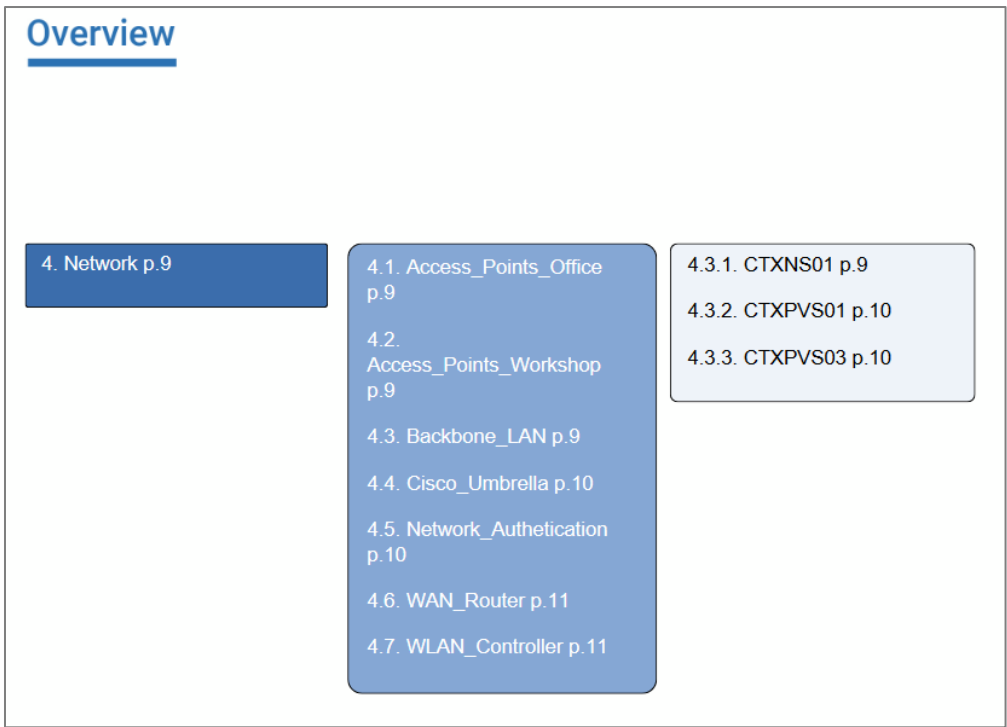 Overview
4. Network p.9
4.1. Access_Points_Office
p.9
4.2.
Access_Points_Workshop
p.9
4.3. Backbone_LAN p.9
4.4. Cisco_Umbrella p.10
4.5. Network_Authetication
p.10
4.6. WAN_Router p.11
4.7. WLAN_Controller p.11
4.3.1. CTXNS01 p.9
4.3.2. CTXPVS01 p.10
4.3.3. CTXPVS03 p.10